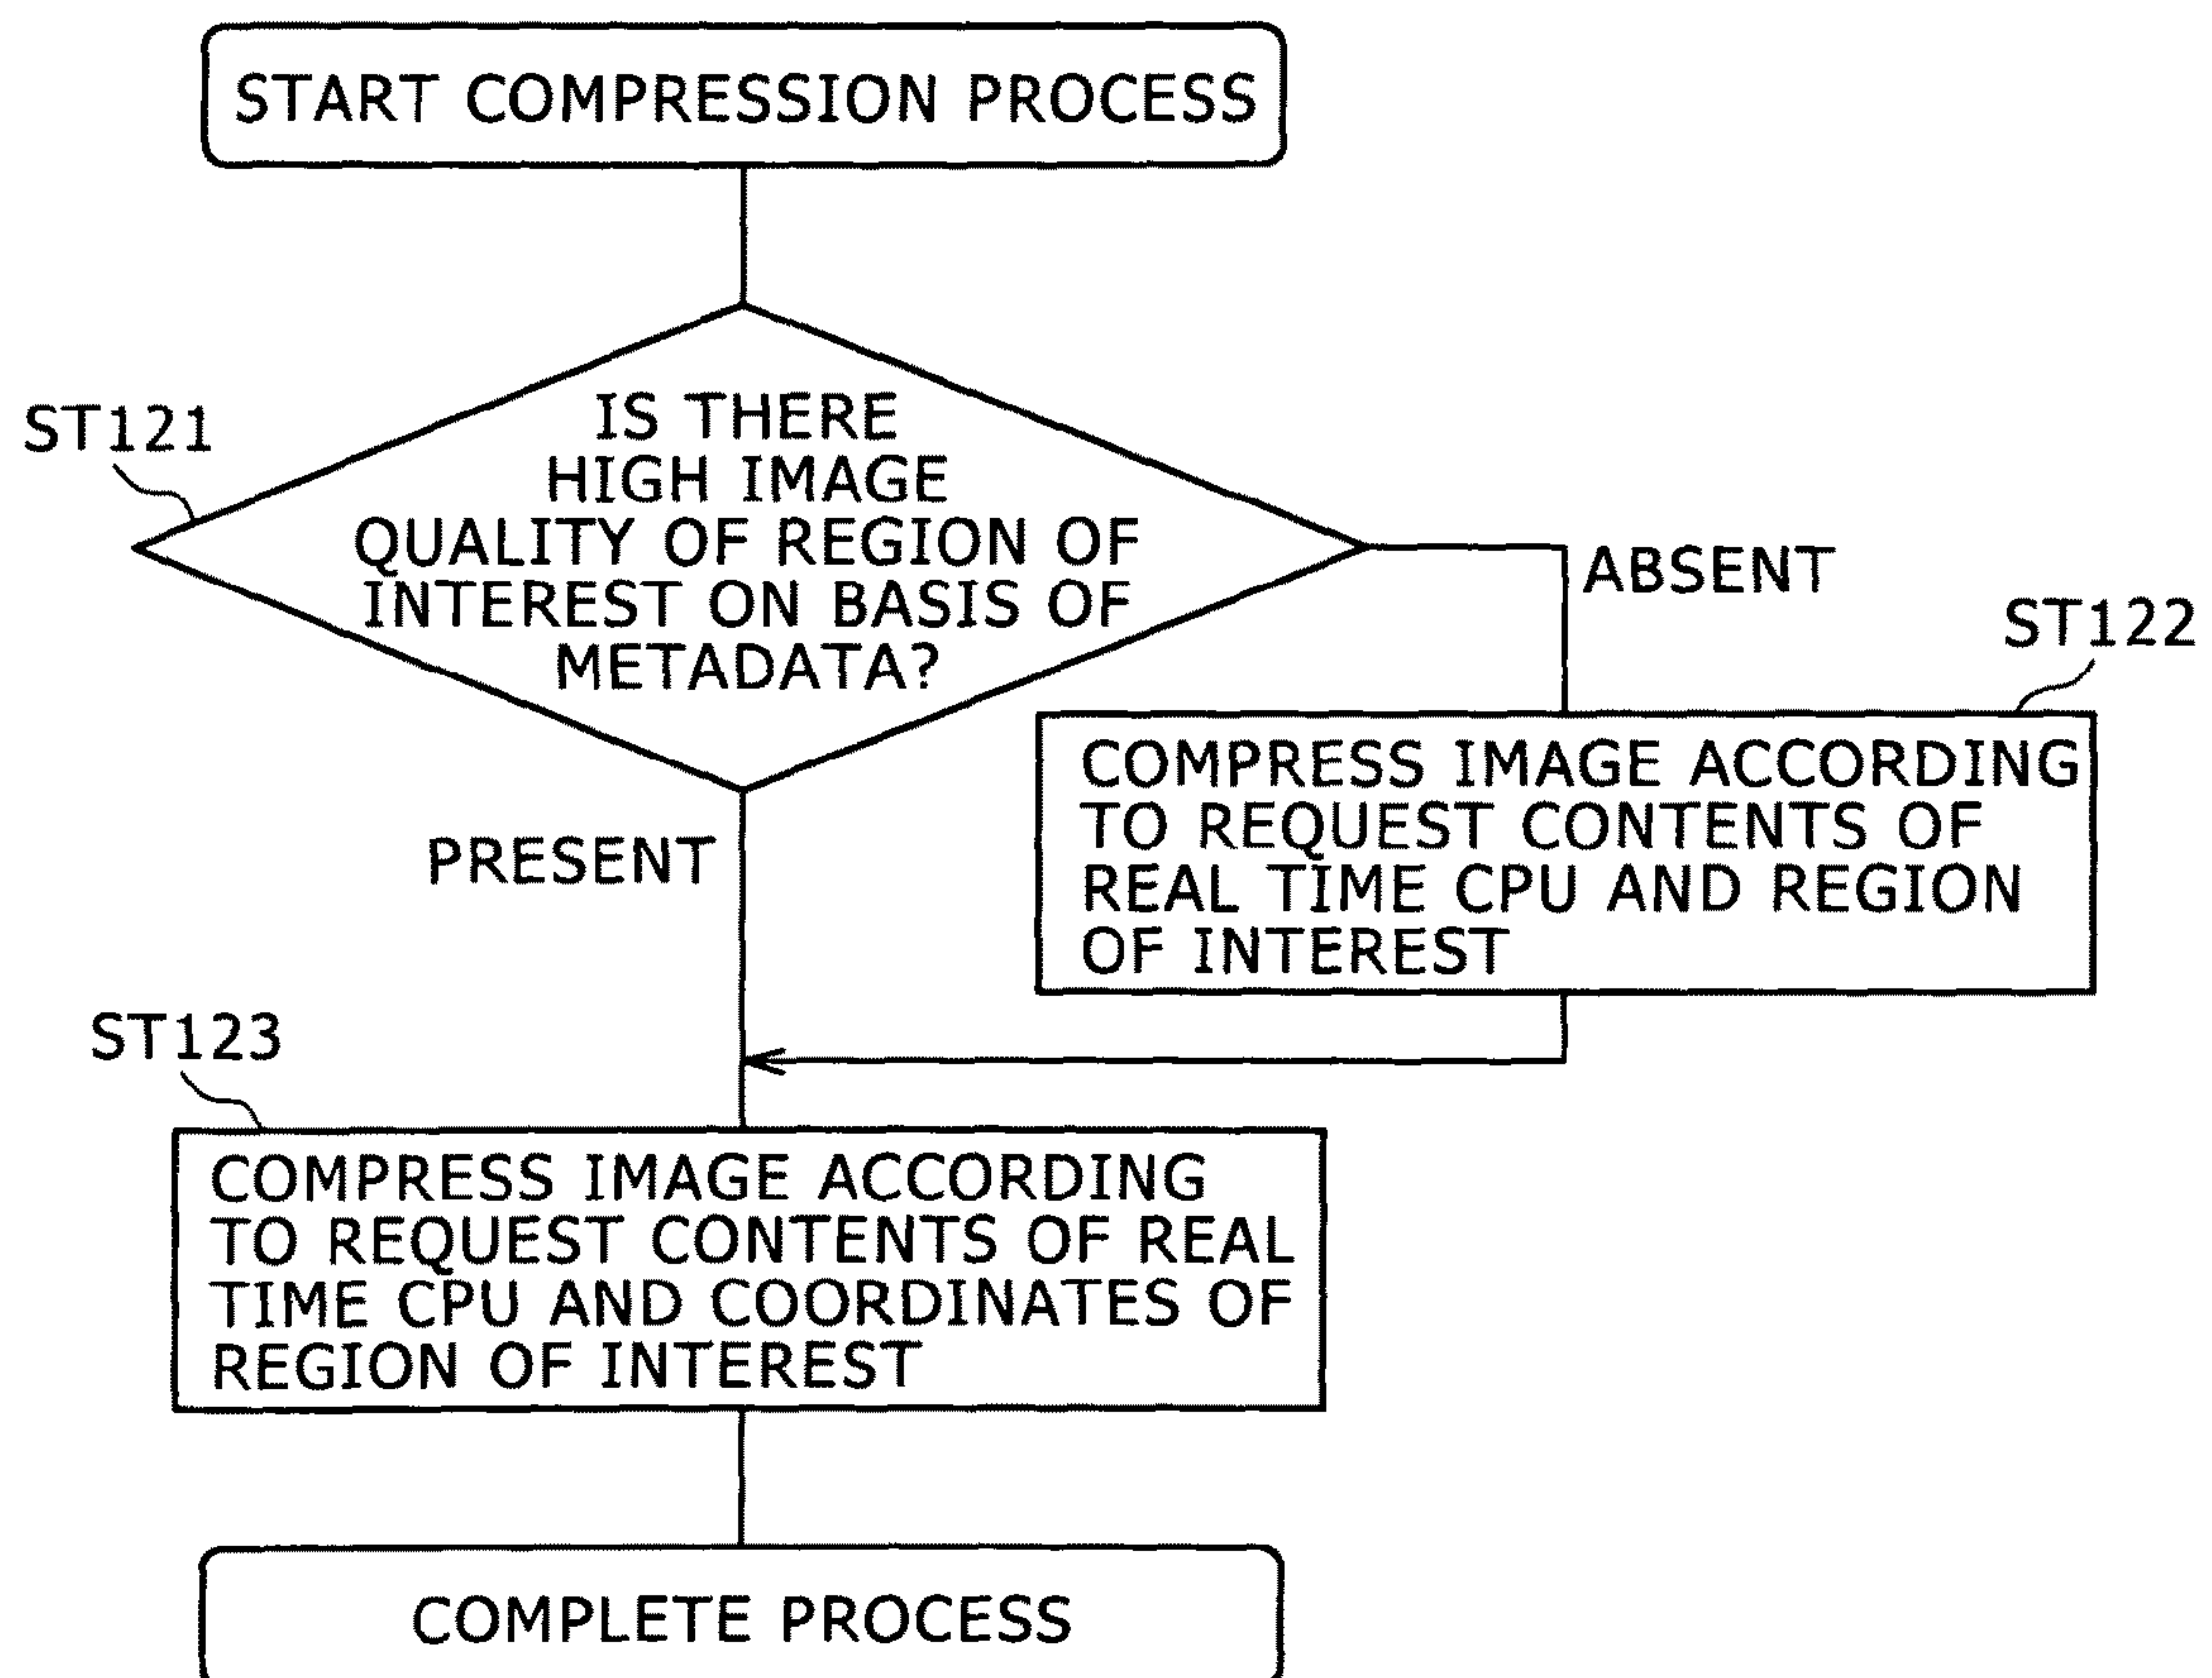 START COMPRESSION PROCESS
ST121
IS THERE
HIGH IMAGE
QUALITY OF REGION OF
INTEREST ON BASIS OF
METADATA?
ABSENT
ST122
COMPRESS IMAGE ACCORDING
TO REQUEST CONTENTS OF
REAL TIME CPU AND REGION
OF INTEREST
PRESENT
ST123
COMPRESS IMAGE ACCORDING
TO REQUEST CONTENTS OF REAL
TIME CPU AND COORDINATES OF
REGION OF INTEREST
COMPLETE PROCESS